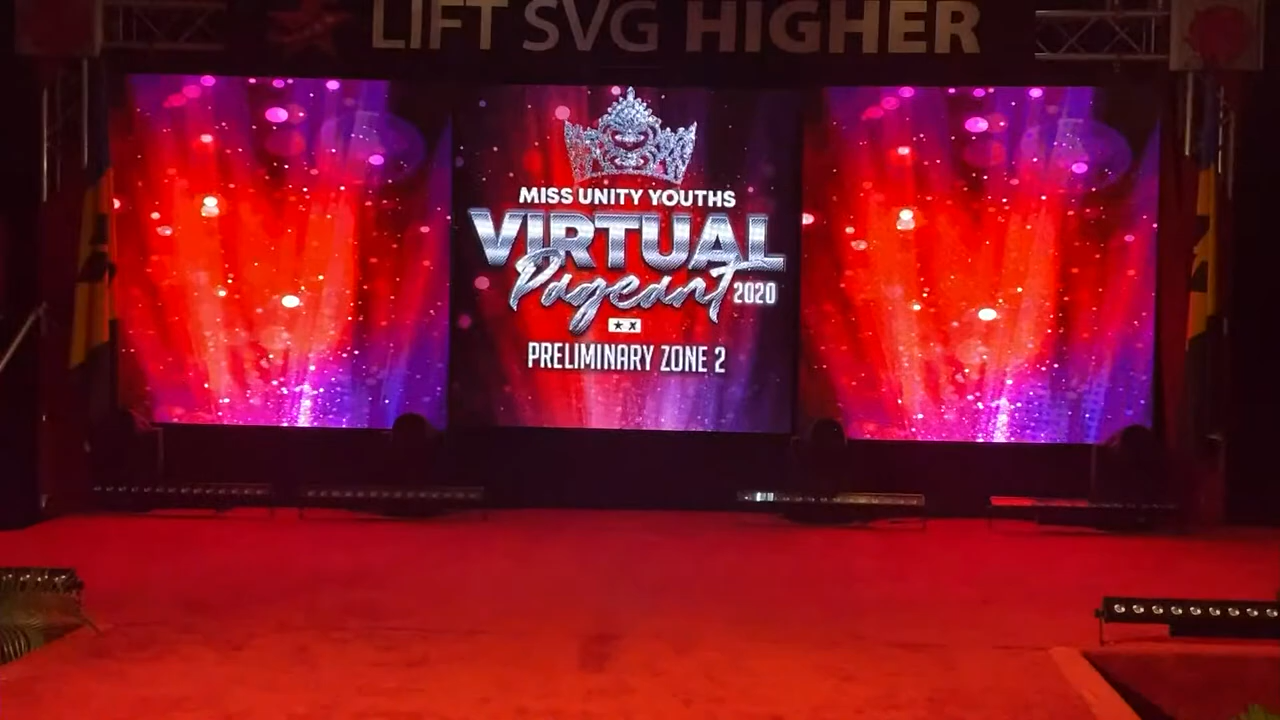 LIFT SVG HIGHER
MISS UNITY YOUTHS
VIRTUAL
Pageant 2020
PRELIMINARY ZONE 2